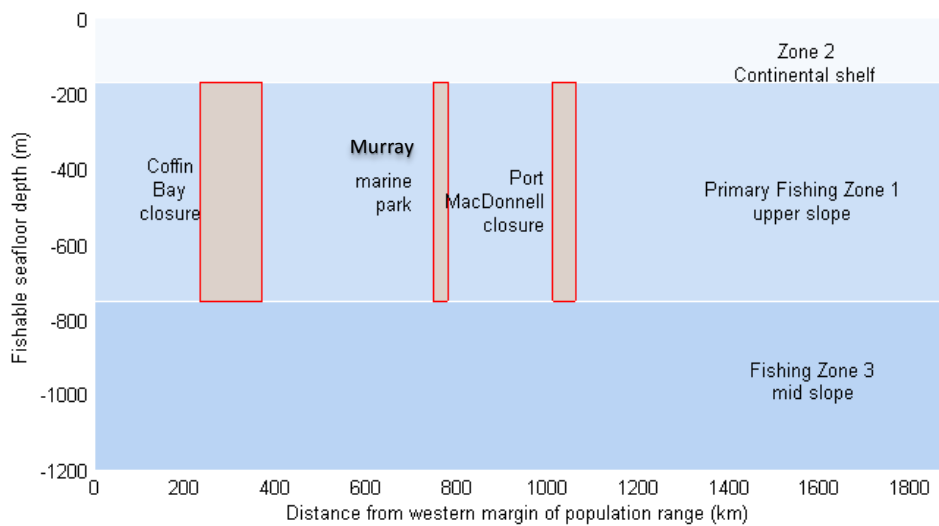 0
Zone 2
Continental shelf
-200
Murray
-400
Coffin
Bay
closure
marine
park
Port
MacDonnell
closure
Primary Fishing Zone 1
upper slope
-600
-800
Fishing Zone 3
mid slope
-1000
-1200
Fishable seafloor depth (m)
0 200 400 600 800 1000 1200 1400 1600 1800
Distance from western margin of population range (km)